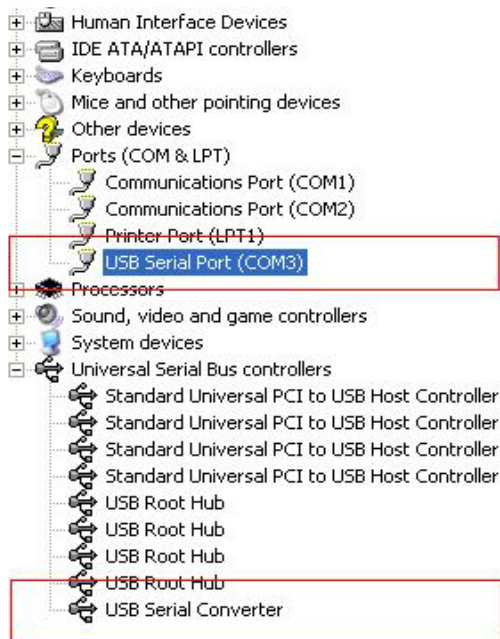 Human Interface Devices
IDE ATA/ATAPI controllers
Keyboards
Mice and other pointing devices
Other devices
Ports (COM & LPT)
Communications Port (COM1)
Communications Port (COM2)
Printer Port (LPT1)
USB Serial Port (COM3)
Processors
Sound, video and game controllers
System devices
Universal Serial Bus controllers
Standard Universal PCI to USB Host Controller
Standard Universal PCI to USB Host Controller
Standard Universal PCI to USB Host Controller
Standard Universal PCI to USB Host Controller
USB Root Hub
USB Root Hub
USB Root Hub
USB Root Hub
USB Serial Converter